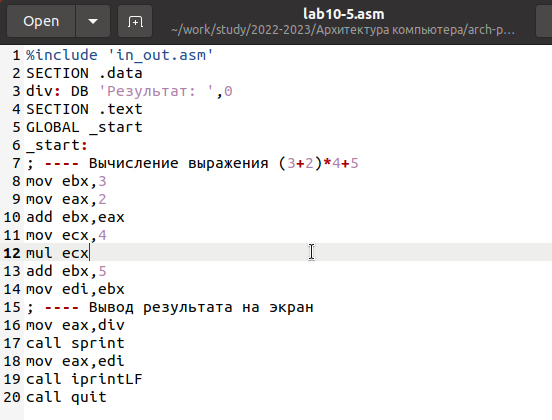 Open
lab10-5.asm
~/work/study/2022-2023/Архитектура компьютера/arch-p...
1 %include 'in_out.asm'
2 SECTION .data
3 div: DB 'Результат: ',0
4 SECTION .text
5 GLOBAL _start
6 _start:
7 ; ---- Вычисление выражения (3+2)*4+5
8 mov ebx,3
9 mov eax,2
10 add ebx,eax
11 mov ecx,4
12 mul ecx
13 add ebx,5
14 mov edi,ebx
15 ; ---- Вывод результата на экран
16 mov eax,div
17 call sprint
18 mov eax,edi
19 call iprintLF
20 call quit